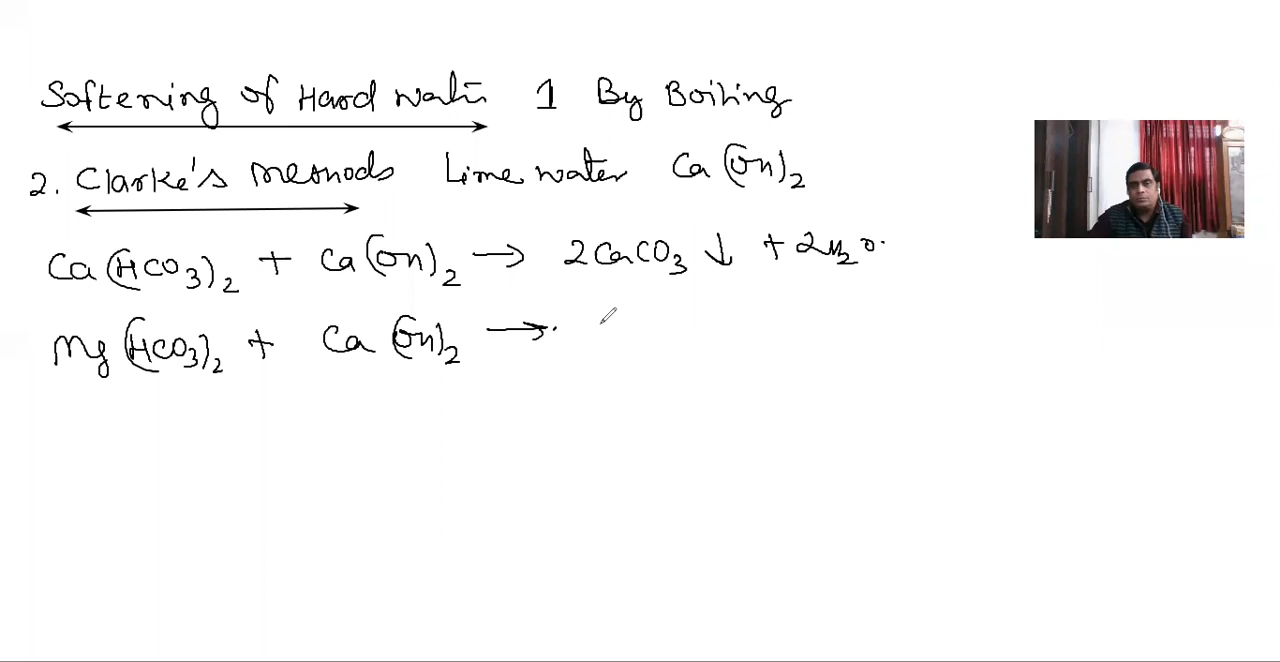 Softening of Hard Water 1 By Boiling
2. Clarke's methods Lime water Ca(OH)2
Ca(HCO3)2 + Ca(OH)2 → 2CaCO3 ↓ + 2H2O.
Mg(HCO3)2 + Ca(OH)2 →.